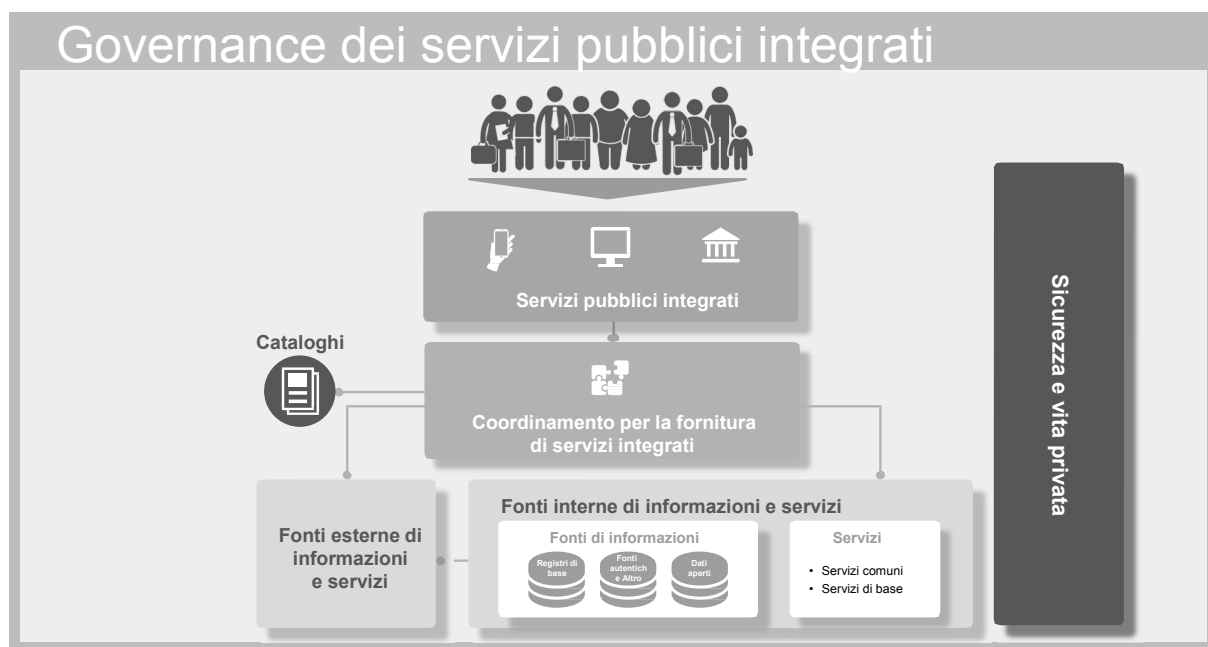 Governance dei servizi pubblici integrati
Servizi pubblici integrati
Cataloghi
Coordinamento per la fornitura
di servizi integrati
Fonti esterne di
informazioni
e servizi
Fonti interne di informazioni e servizi
Fonti di informazioni
Registri di
base
Fonti
autentich
e Altro
Dati
aperti
Servizi
• Servizi comuni
• Servizi di base
Sicurezza e vita privata